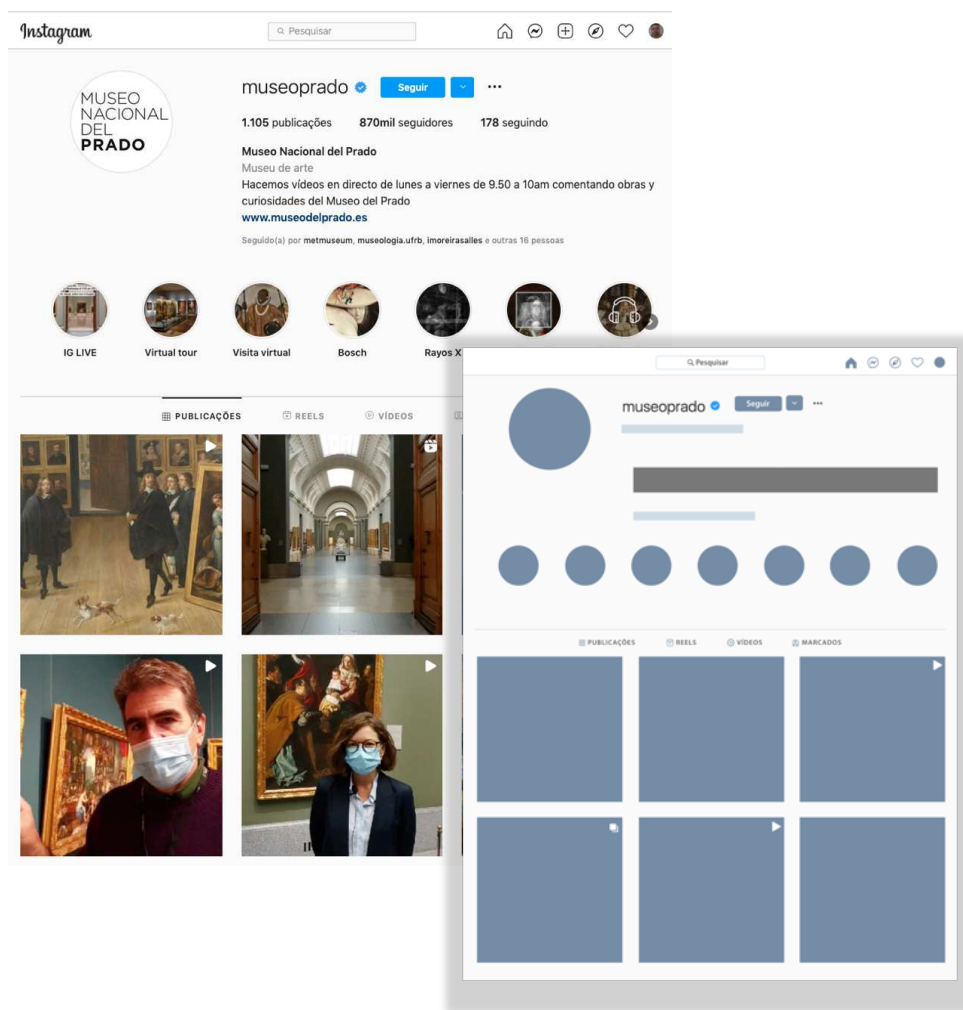 Instagram
Pesquisar
MUSEO
NACIONAL
DEL
PRADO
museoprado
Seguir
1.105 publicações 870mil seguidores 178 seguindo
Museo Nacional del Prado
Museu de arte
Hacemos vídeos en directo de lunes a viernes de 9.50 a 10am comentando obras y
curiosidades del Museo del Prado
www.museodelprado.es
Seguido(a) por metmuseum, museologia.ufrb, imoreirasalles e outras 16 pessoas
IG LIVE Virtual tour Visita virtual Bosch Rayos X
PUBLICAÇÕES REELS VÍDEOS
Pesquisar
museoprado
Seguir
PUBLICAÇÕES REELS VÍDEOS MARCADOS